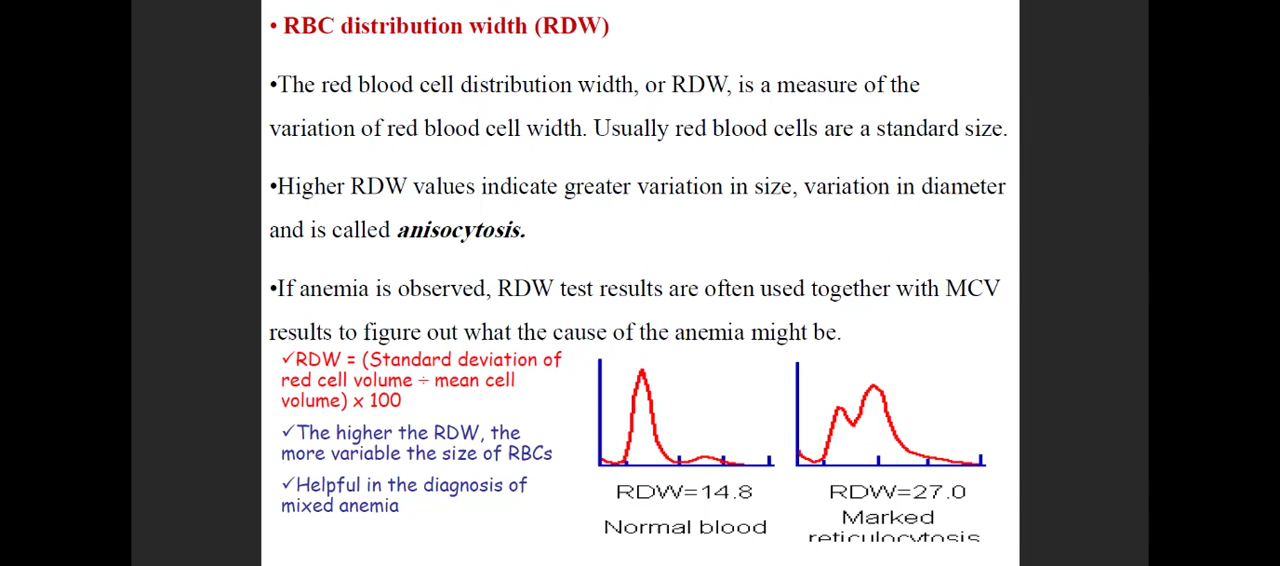 • RBC distribution width (RDW)
•The red blood cell distribution width, or RDW, is a measure of the
variation of red blood cell width. Usually red blood cells are a standard size.
•Higher RDW values indicate greater variation in size, variation in diameter
and is called anisocytosis.
•If anemia is observed, RDW test results are often used together with MCV
results to figure out what the cause of the anemia might be.
✓RDW = (Standard deviation of
red cell volume ÷ mean cell
volume) x 100
✓The higher the RDW, the
more variable the size of RBCs
✓Helpful in the diagnosis of
mixed anemia
RDW=14.8
Normal blood
RDW=27.0
Marked
reticulocytosis